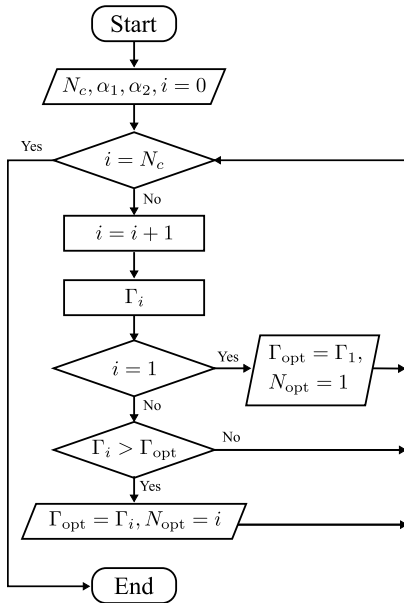 Start
N_c, α_1, α_2, i = 0
i = N_c
Yes
No
i = i + 1
Γ_i
i = 1
Yes
Γ_opt = Γ_1,
N_opt = 1
No
Γ_i > Γ_opt
No
Yes
Γ_opt = Γ_i, N_opt = i
End